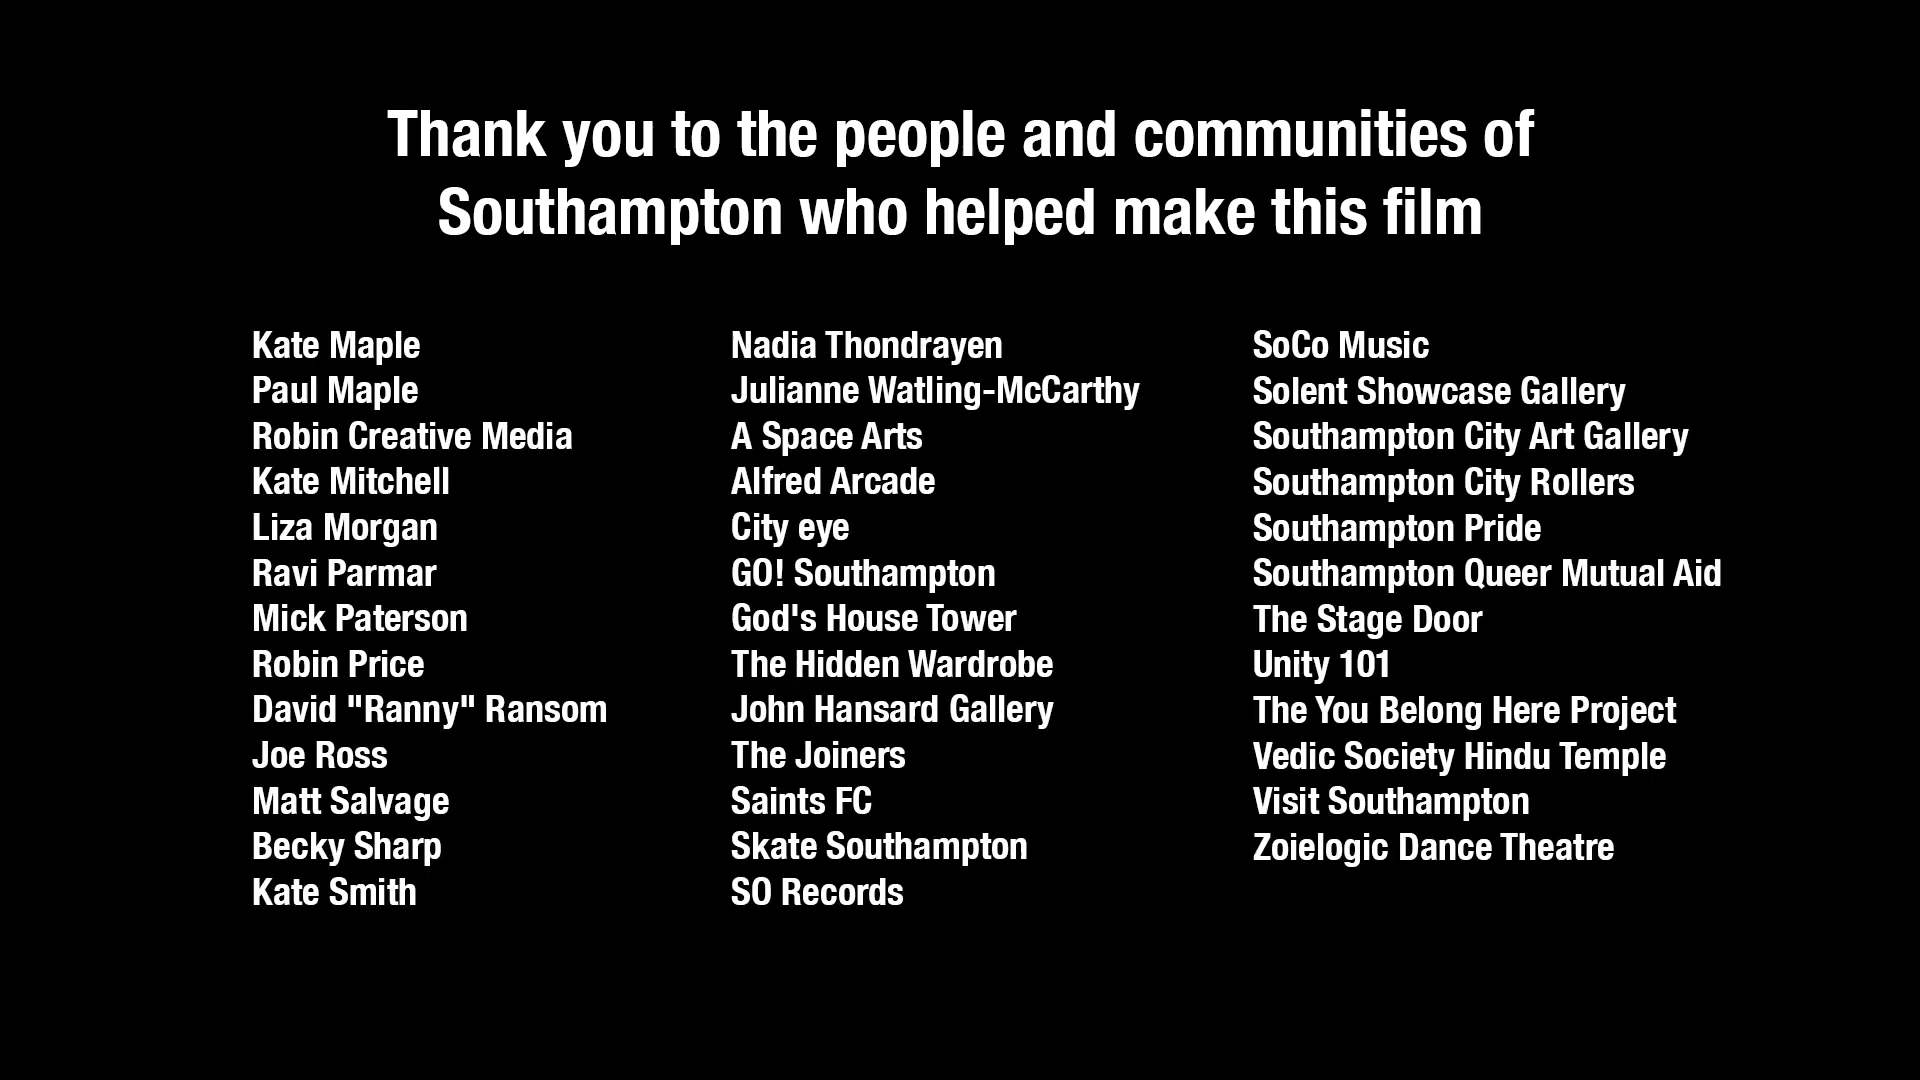 Thank you to the people and communities of
Southampton who helped make this film
Kate Maple
Paul Maple
Robin Creative Media
Kate Mitchell
Liza Morgan
Ravi Parmar
Mick Paterson
Robin Price
David "Ranny" Ransom
Joe Ross
Matt Salvage
Becky Sharp
Kate Smith
Nadia Thondrayen
Julianne Watling-McCarthy
A Space Arts
Alfred Arcade
City eye
GO! Southampton
God's House Tower
The Hidden Wardrobe
John Hansard Gallery
The Joiners
Saints FC
Skate Southampton
SO Records
SoCo Music
Solent Showcase Gallery
Southampton City Art Gallery
Southampton City Rollers
Southampton Pride
Southampton Queer Mutual Aid
The Stage Door
Unity 101
The You Belong Here Project
Vedic Society Hindu Temple
Visit Southampton
Zoielogic Dance Theatre